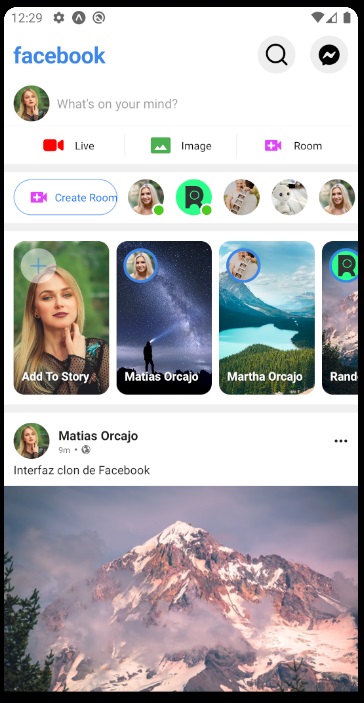 12:29
facebook
What's on your mind?
Live
Image
Room
Create Room
Add To Story
Matias Orcajo
Martha Orcajo
Rand
Matias Orcajo
9m •
Interfaz clon de Facebook